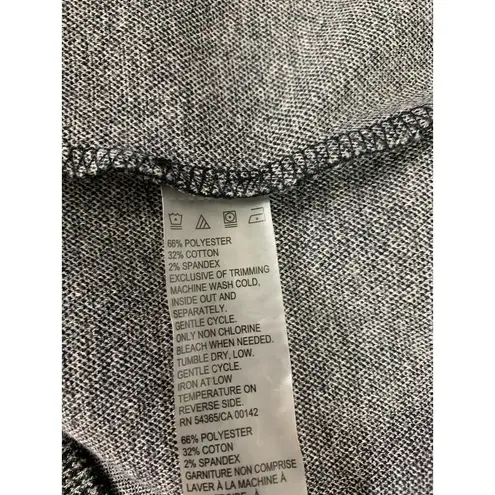 66% POLYESTER
32% COTTON
2% SPANDEX
EXCLUSIVE OF TRIMMING
MACHINE WASH COLD,
INSIDE OUT AND
SEPARATELY.
GENTLE CYCLE.
ONLY NON CHLORINE
BLEACH WHEN NEEDED.
TUMBLE DRY, LOW.
GENTLE CYCLE.
IRON AT LOW
TEMPERATURE ON
REVERSE SIDE.
RN 54365/CA 00142
66% POLYESTER
32% COTON
2% SPANDEX
GARNITURE NON COMPRISE
LAVER À LA MACHINE À